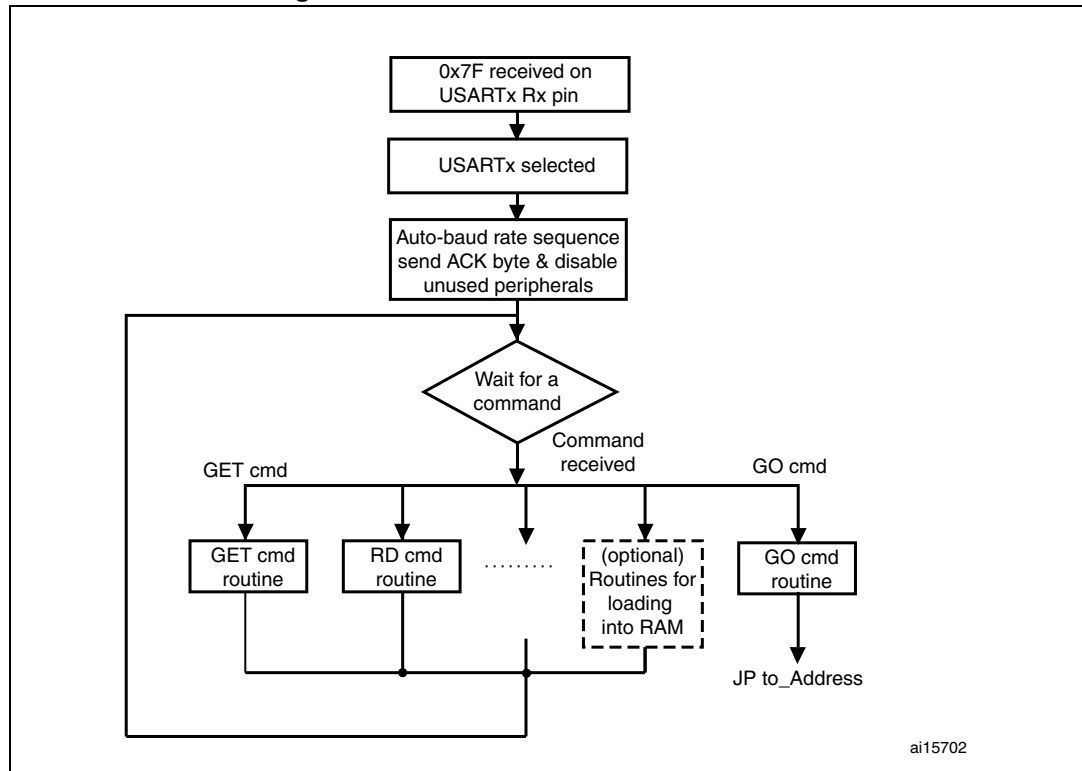 0x7F received on
USARTx Rx pin
USARTx selected
Auto-baud rate sequence
send ACK byte & disable
unused peripherals
Wait for a
command
Command
received
GET cmd
GO cmd
GET cmd
routine
RD cmd
routine
.........
(optional)
Routines for
loading
into RAM
GO cmd
routine
JP to_Address
ai15702